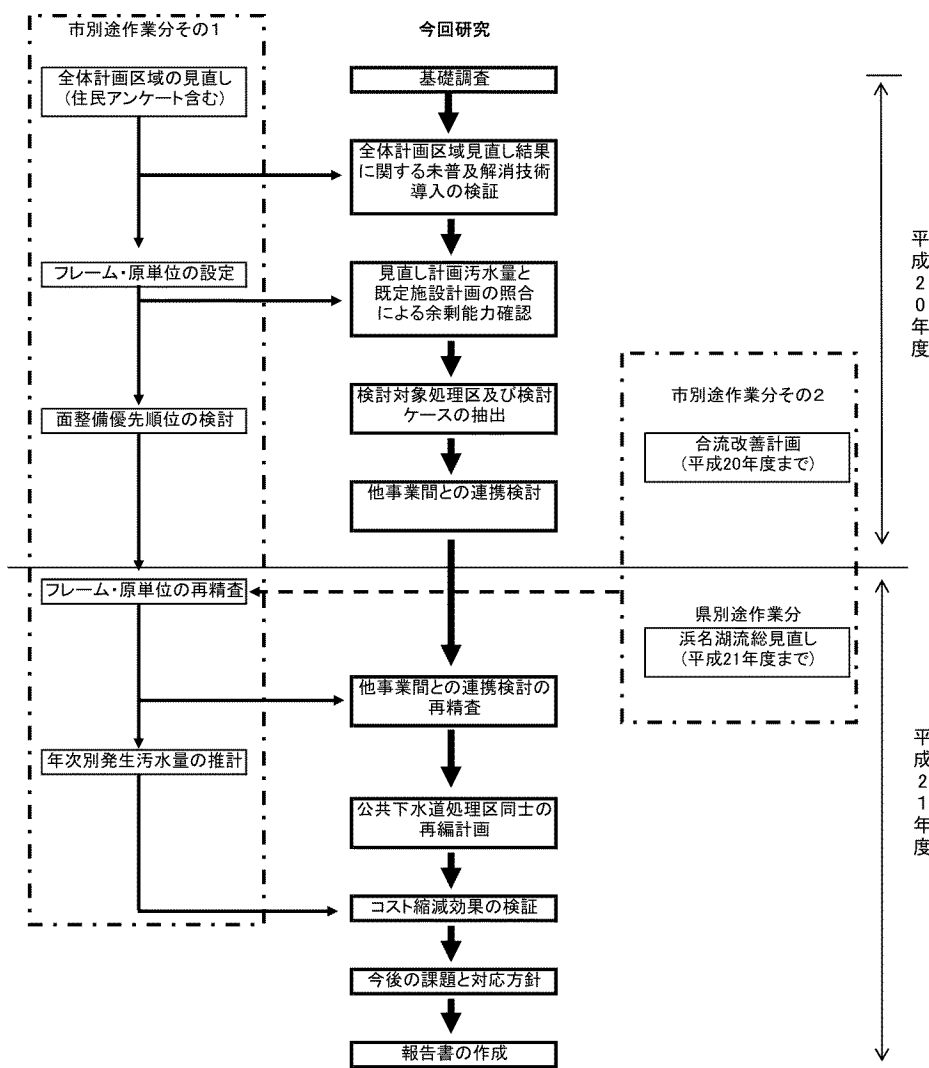 市別途作業分その1
全体計画区域の見直し
(住民アンケート含む)
フレーム・原単位の設定
面整備優先順位の検討
フレーム・原単位の再精査
年次別発生汚水量の推計
今回研究
基礎調査
全体計画区域見直し結果
に関する未普及解消技術
導入の検証
見直し計画汚水量と
既定施設計画の照合
による余剰能力確認
検討対象処理区及び検討
ケースの抽出
他事業間との連携検討
他事業間との連携検討の
再精査
公共下水道処理区同士の
再編計画
コスト縮減効果の検証
今後の課題と対応方針
報告書の作成
市別途作業分その2
合流改善計画
(平成20年度まで)
県別途作業分
浜名湖流総見直し
(平成21年度まで)
平成20年度
平成21年度